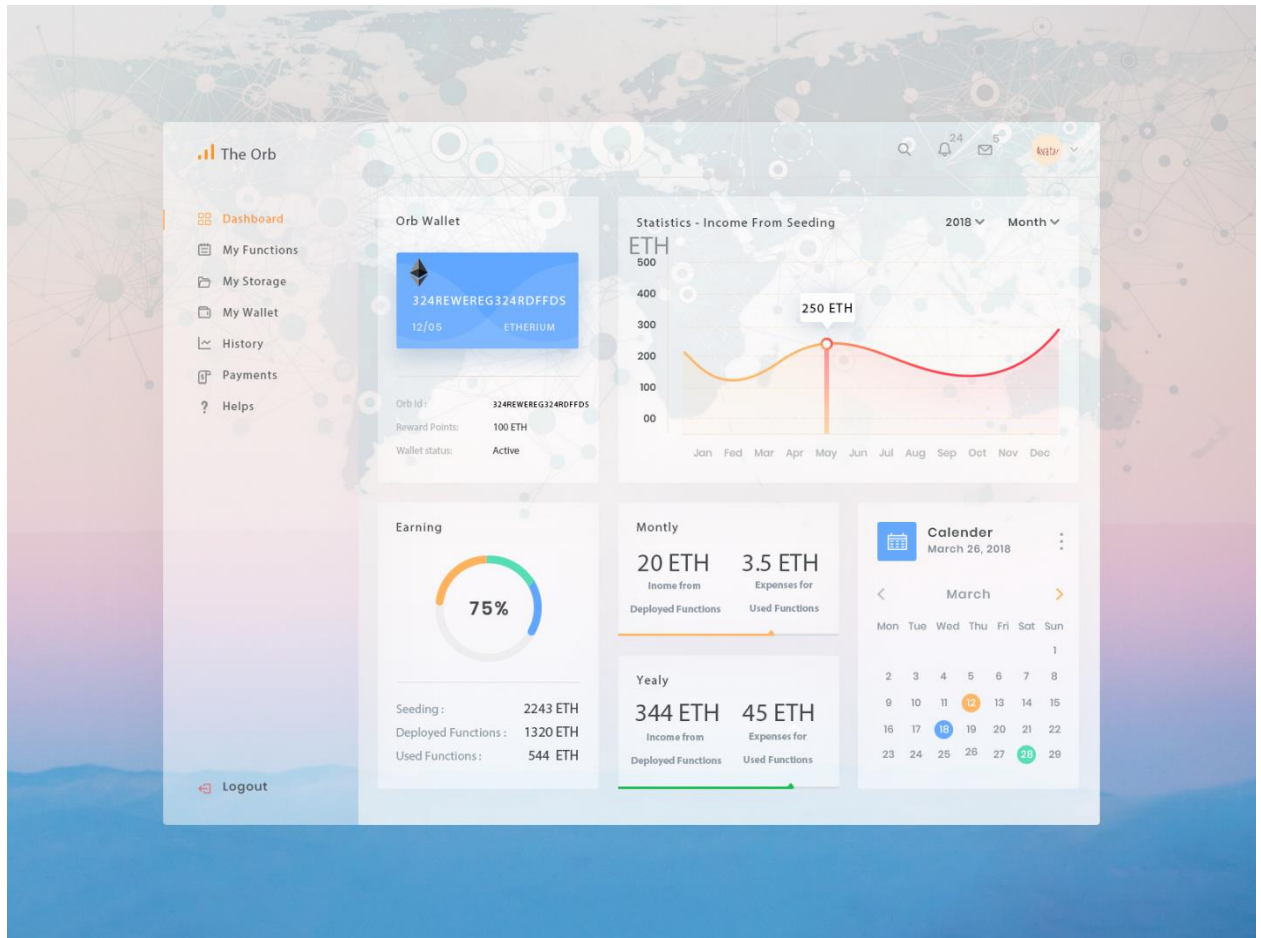 The Orb
24
5
Dashboard
My Functions
My Storage
My Wallet
History
Payments
? Helps
Logout
Orb Wallet
324REWEREG324RDFFDS
12/05 ETHERIUM
Orb Id : 324REWEREG324RDFFDS
Reward Points: 100 ETH
Wallet status: Active
Statistics - Income From Seeding 2018 Month
ETH
500
400
300
200
100
00
250 ETH
Jan Fed Mar Apr May Jun Jul Aug Sep Oct Nov Dec
Earning
75%
Seeding : 2243 ETH
Deployed Functions : 1320 ETH
Used Functions : 544 ETH
Montly
20 ETH 3.5 ETH
Inome from Expenses for
Deployed Functions Used Functions
Yealy
344 ETH 45 ETH
Income from Expenses for
Deployed Functions Used Functions
Calender
March 26, 2018
March
Mon Tue Wed Thu Fri Sat Sun
1
2 3 4 5 6 7 8
9 10 11 12 13 14 15
16 17 18 19 20 21 22
23 24 25 26 27 28 29